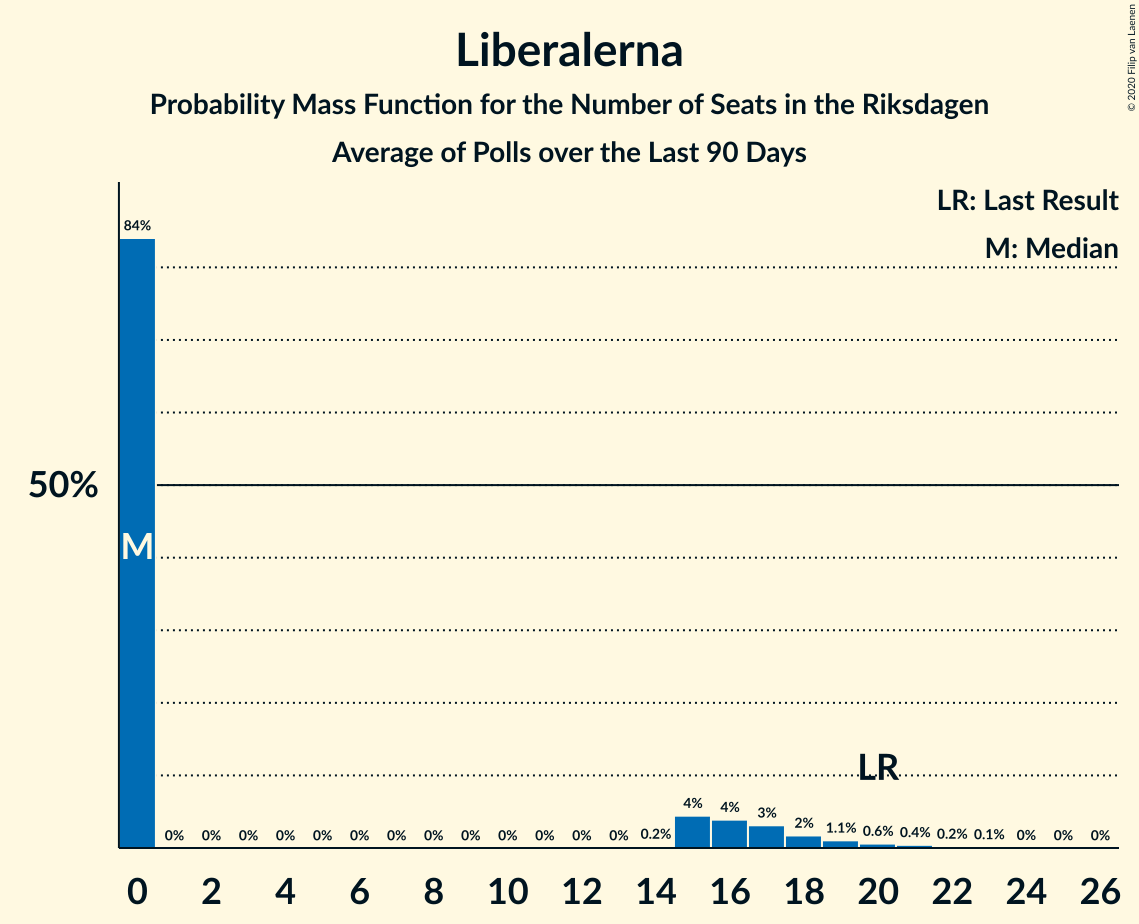 Liberalerna
Probability Mass Function for the Number of Seats in the Riksdagen
Average of Polls over the Last 90 Days
© 2020 Filip van Laenen
LR: Last Result
M: Median
84%
50%
M
LR
0% 0% 0% 0% 0% 0% 0% 0% 0% 0% 0% 0% 0% 0.2% 4% 4% 3% 2% 1.1% 0.6% 0.4% 0.2% 0.1% 0% 0% 0%
0 2 4 6 8 10 12 14 16 18 20 22 24 26